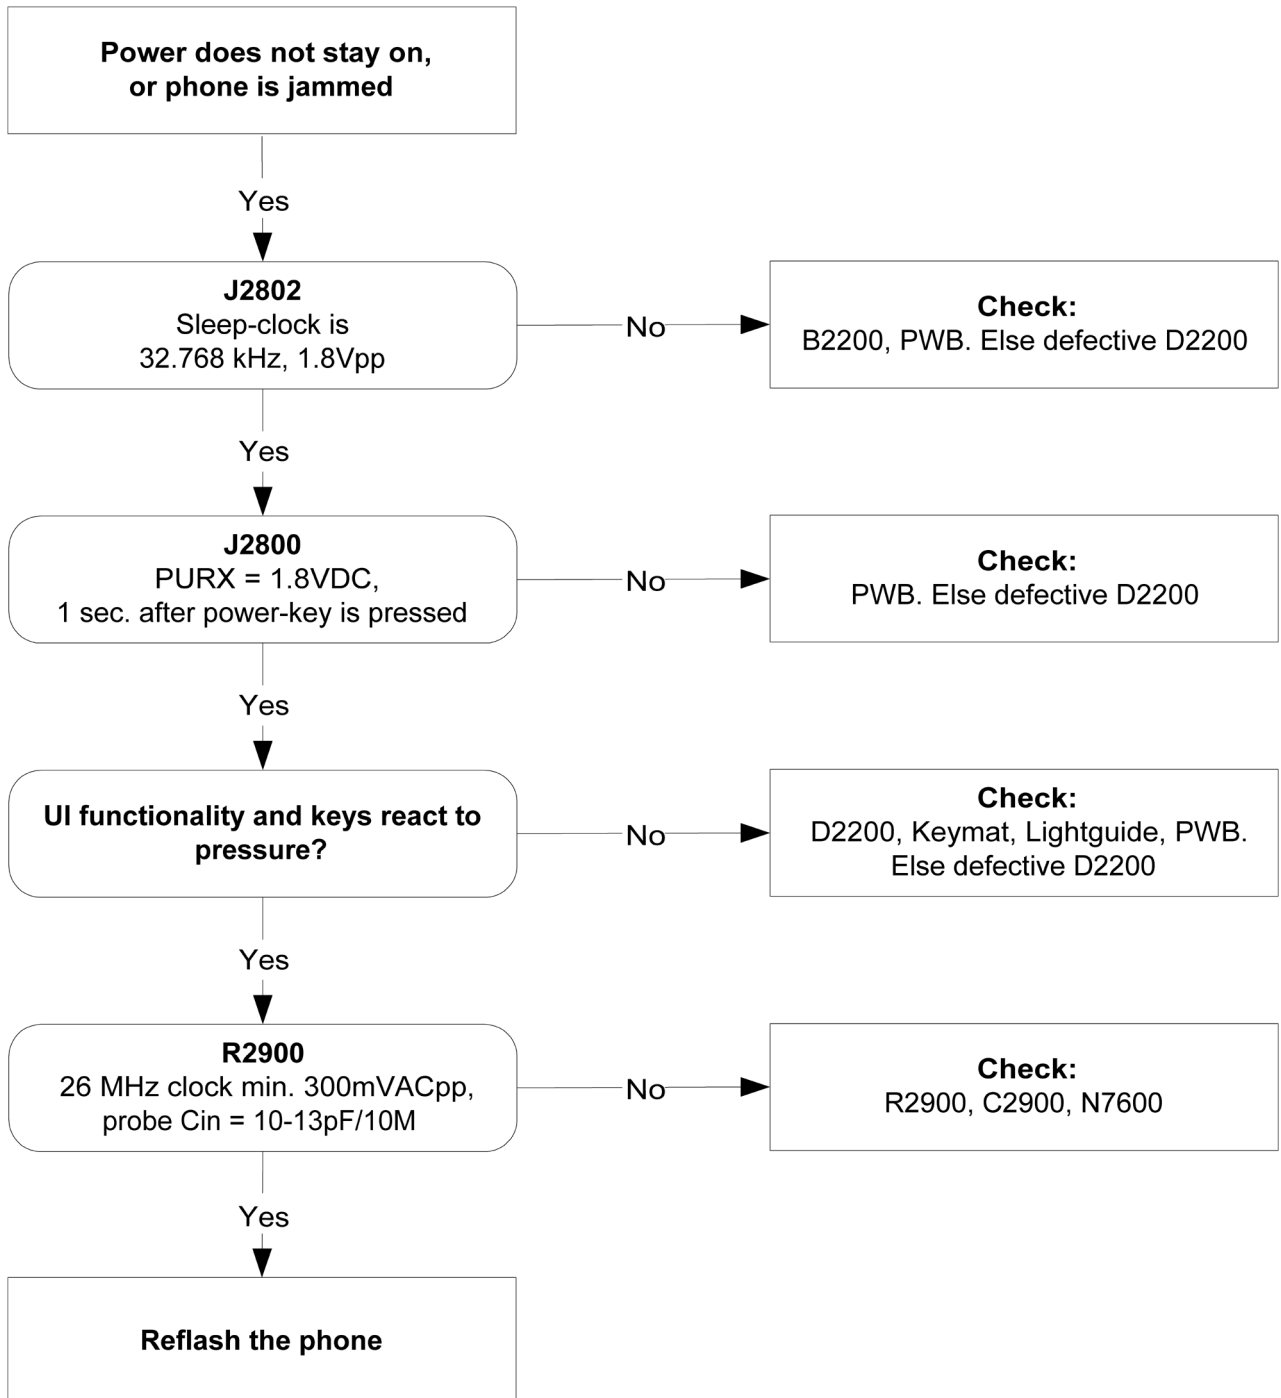 Power does not stay on,
or phone is jammed
Yes
J2802
Sleep-clock is
32.768 kHz, 1.8Vpp
No
Check:
B2200, PWB. Else defective D2200
Yes
J2800
PURX = 1.8VDC,
1 sec. after power-key is pressed
No
Check:
PWB. Else defective D2200
Yes
UI functionality and keys react to
pressure?
No
Check:
D2200, Keymat, Lightguide, PWB.
Else defective D2200
Yes
R2900
26 MHz clock min. 300mVACpp,
probe Cin = 10-13pF/10M
No
Check:
R2900, C2900, N7600
Yes
Reflash the phone